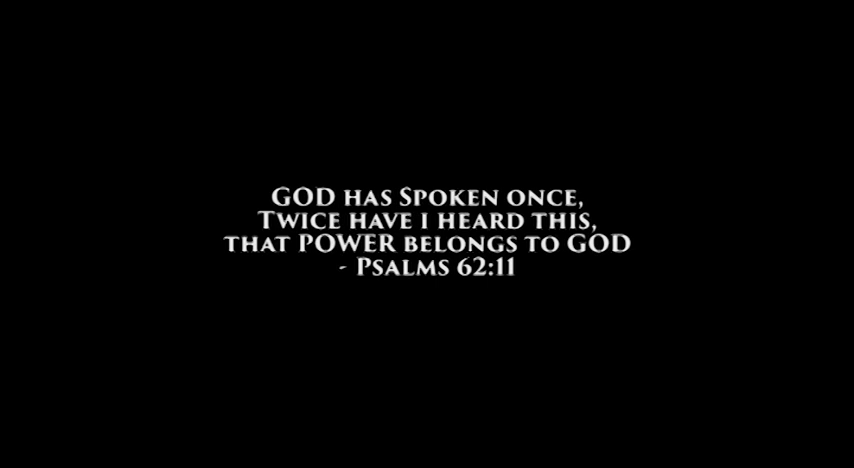 GOD HAS SPOKEN ONCE,
TWICE HAVE I HEARD THIS,
THAT POWER BELONGS TO GOD
- PSALMS 62:11